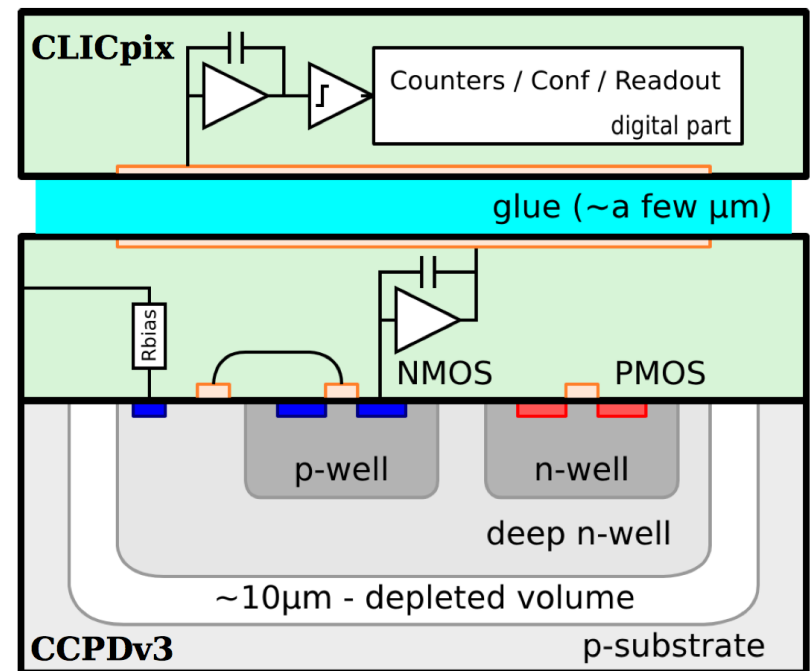 CLICpix
Counters / Conf / Readout
digital part
glue (~a few μm)
Rbias
NMOS
PMOS
p-well
n-well
deep n-well
~10μm - depleted volume
CCPDv3
p-substrate